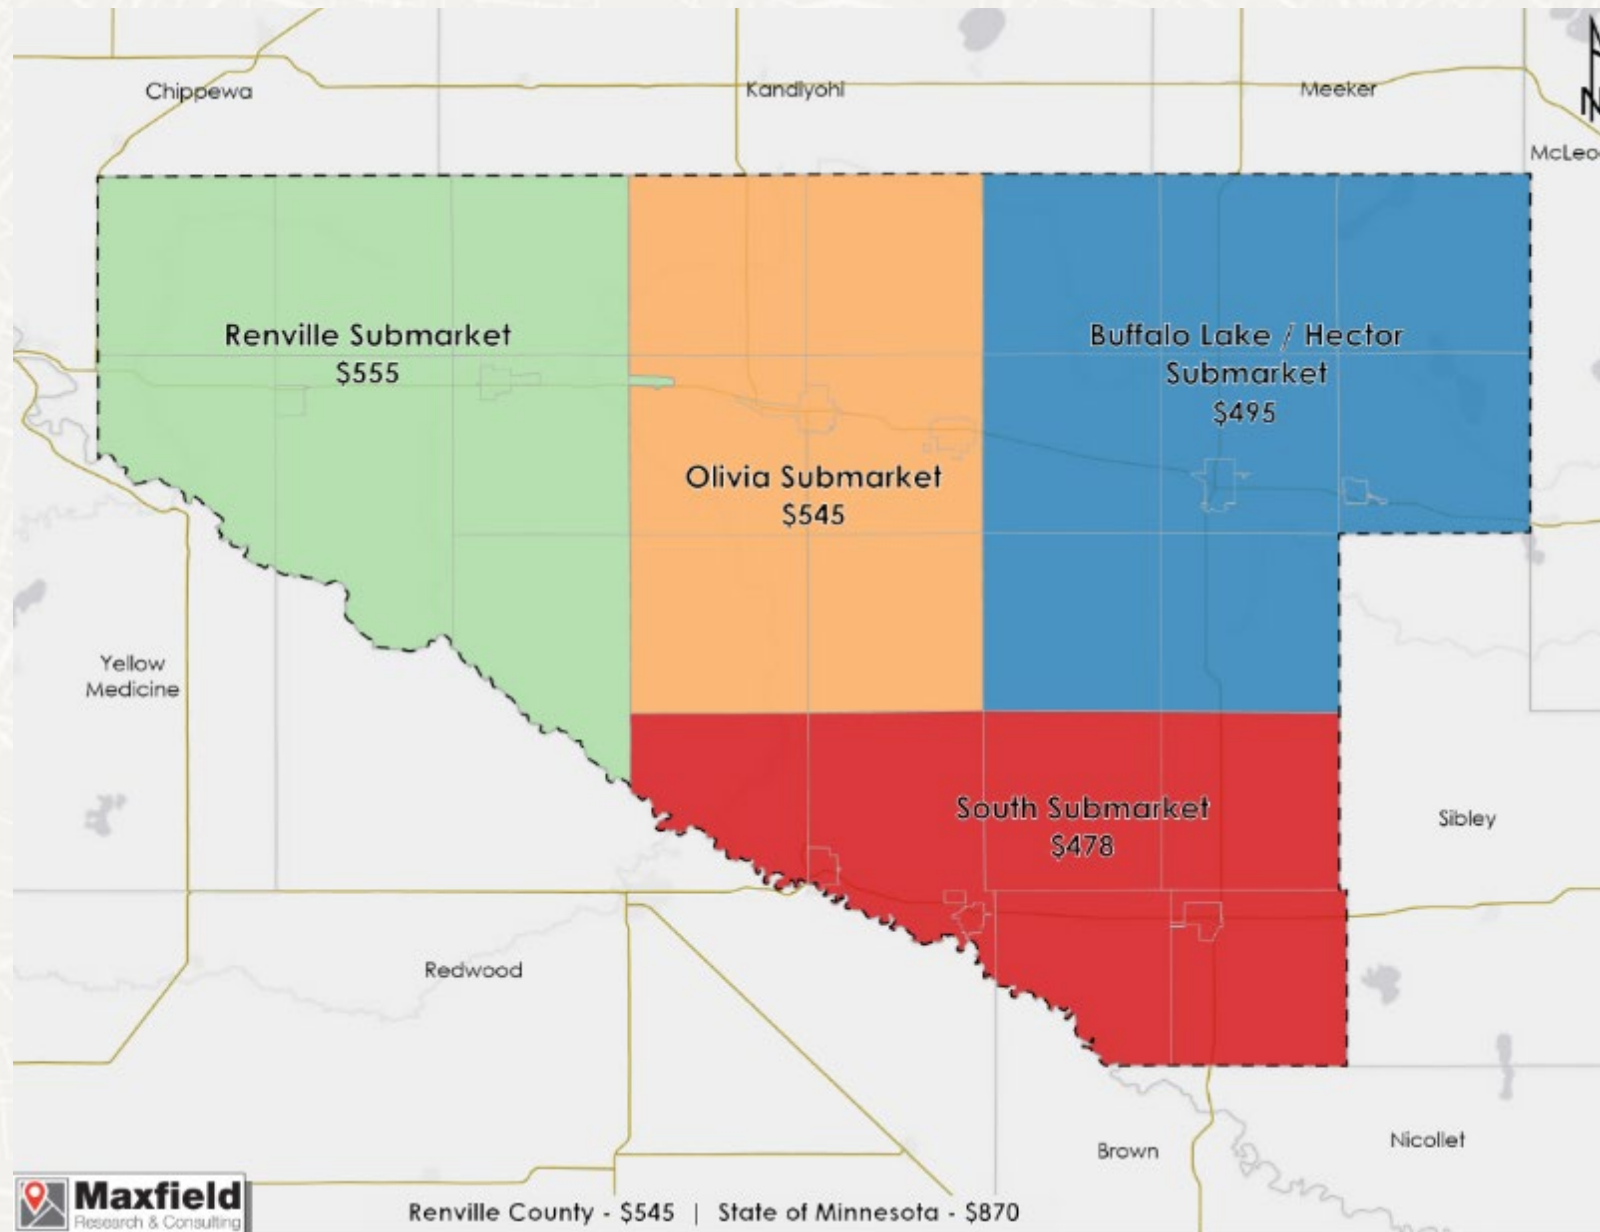 Chippewa
Kandiyohi
Meeker
N
Renville Submarket
$555
Buffalo Lake / Hector
Submarket
$495
Olivia Submarket
$545
Yellow
Medicine
South Submarket
$478
Sibley
Redwood
Brown
Nicollet
Maxfield
Research & Consulting
Renville County - $545 | State of Minnesota - $870